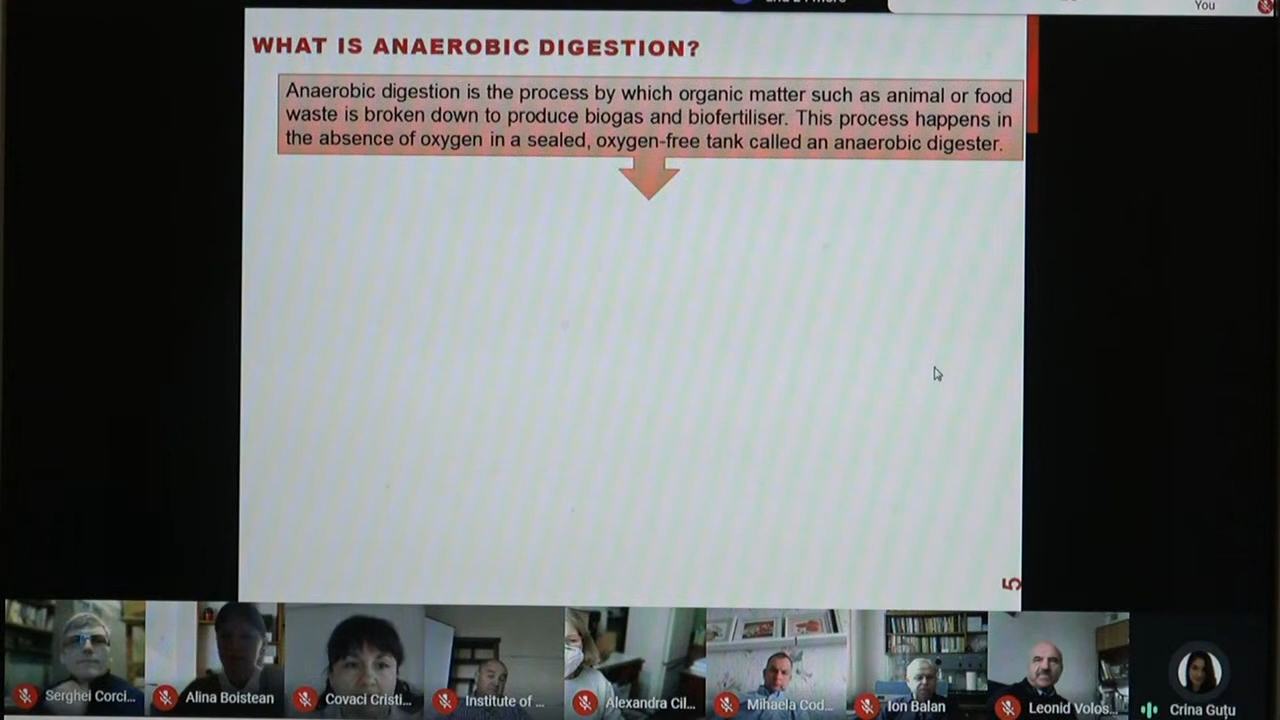 You
WHAT IS ANAEROBIC DIGESTION?
Anaerobic digestion is the process by which organic matter such as animal or food
waste is broken down to produce biogas and biofertiliser. This process happens in
the absence of oxygen in a sealed, oxygen-free tank called an anaerobic digester.
5
Serghei Corci...
Alina Boistean
Covaci Cristi...
Institute of ...
Alexandra Cil...
Mihaela Cod...
Ion Balan
Leonid Volos...
Crina Guțu